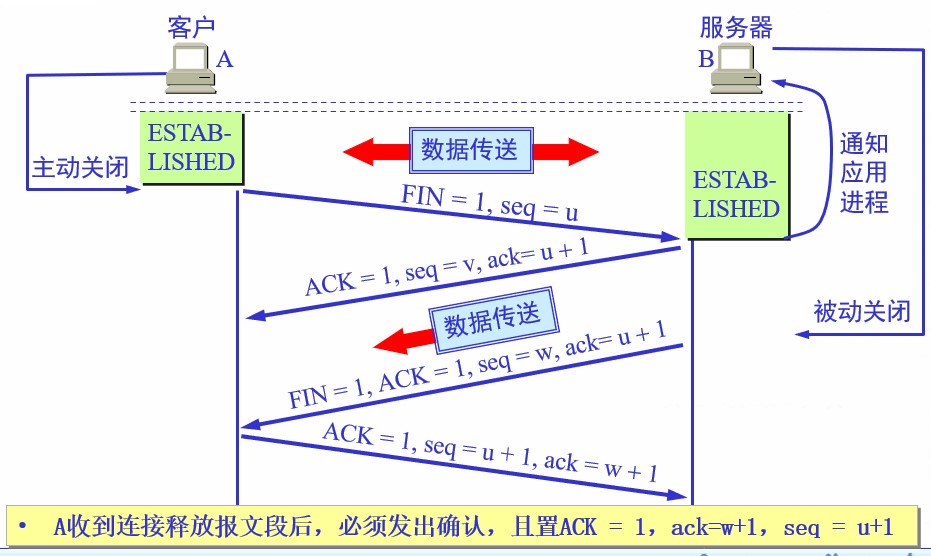 客户
服务器
A
B
ESTAB-
LISHED
数据传送
ESTAB-
LISHED
通知
应用
进程
主动关闭
FIN = 1, seq = u
ACK = 1, seq = v, ack= u + 1
数据传送
被动关闭
FIN = 1, ACK = 1, seq = w, ack= u + 1
ACK = 1, seq = u + 1, ack = w + 1
• A收到连接释放报文段后，必须发出确认，且置ACK = 1，ack=w+1，seq = u+1